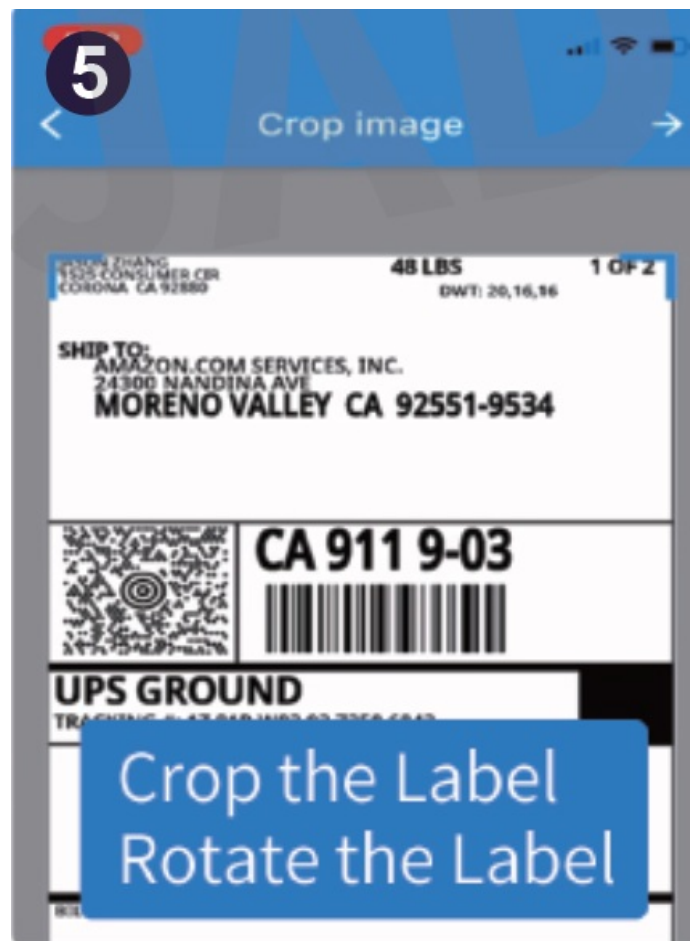 5
Crop image
ZHANG
CONSUMER CIR
CORONA CA 92880
48 LBS
1 OF 2
DWT: 20,16,16
SHIP TO:
AMAZON.COM SERVICES, INC.
24300 NANDINA AVE
MORENO VALLEY CA 92551-9534
CA 911 9-03
UPS GROUND
Crop the Label
Rotate the Label